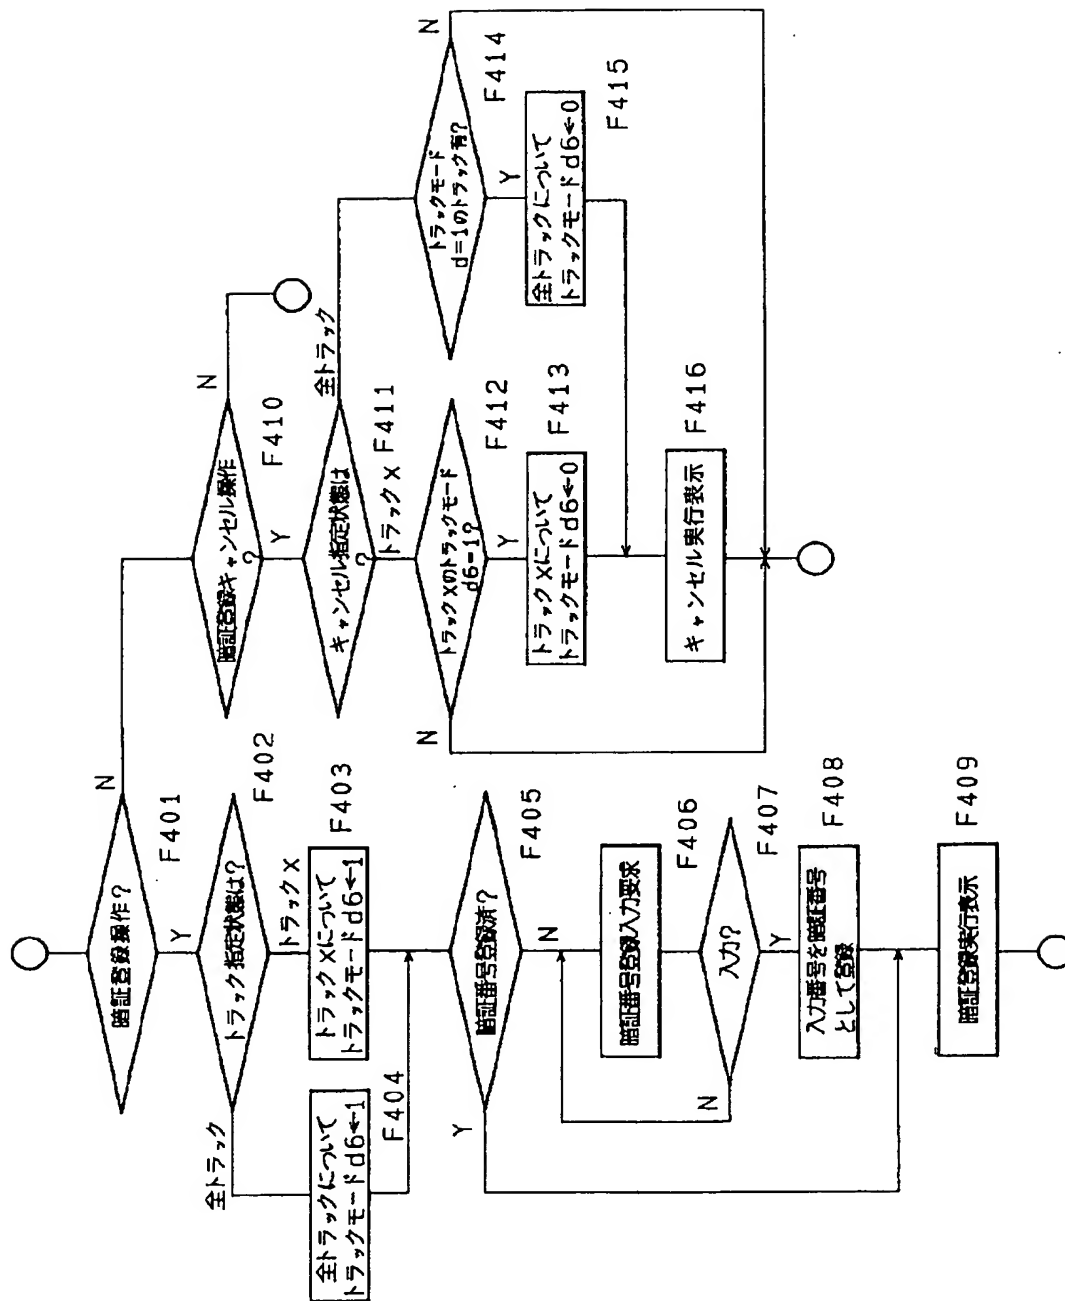 暗証登録操作?
F401
N
Y
トラック指定状態は?
F402
全トラック
トラックX
トラックXについて
トラックモードd6←1
F403
全トラックについて
トラックモードd6←1
F404
暗証番号登録済?
F405
Y
N
暗証番号登録入力要求
F406
入力?
F407
N
Y
入力番号を暗証番号
として登録
F408
暗証登録実行表示
F409
暗証登録キャンセル操作
?
F410
N
Y
キャンセル指定状態は
?
F411
全トラック
トラックX
トラックXのトラックモード
d6=1?
F412
N
Y
トラックXについて
トラックモードd6←0
F413
トラックモード
d=1のトラック有?
F414
N
Y
全トラックについて
トラックモードd6←0
F415
キャンセル実行表示
F416